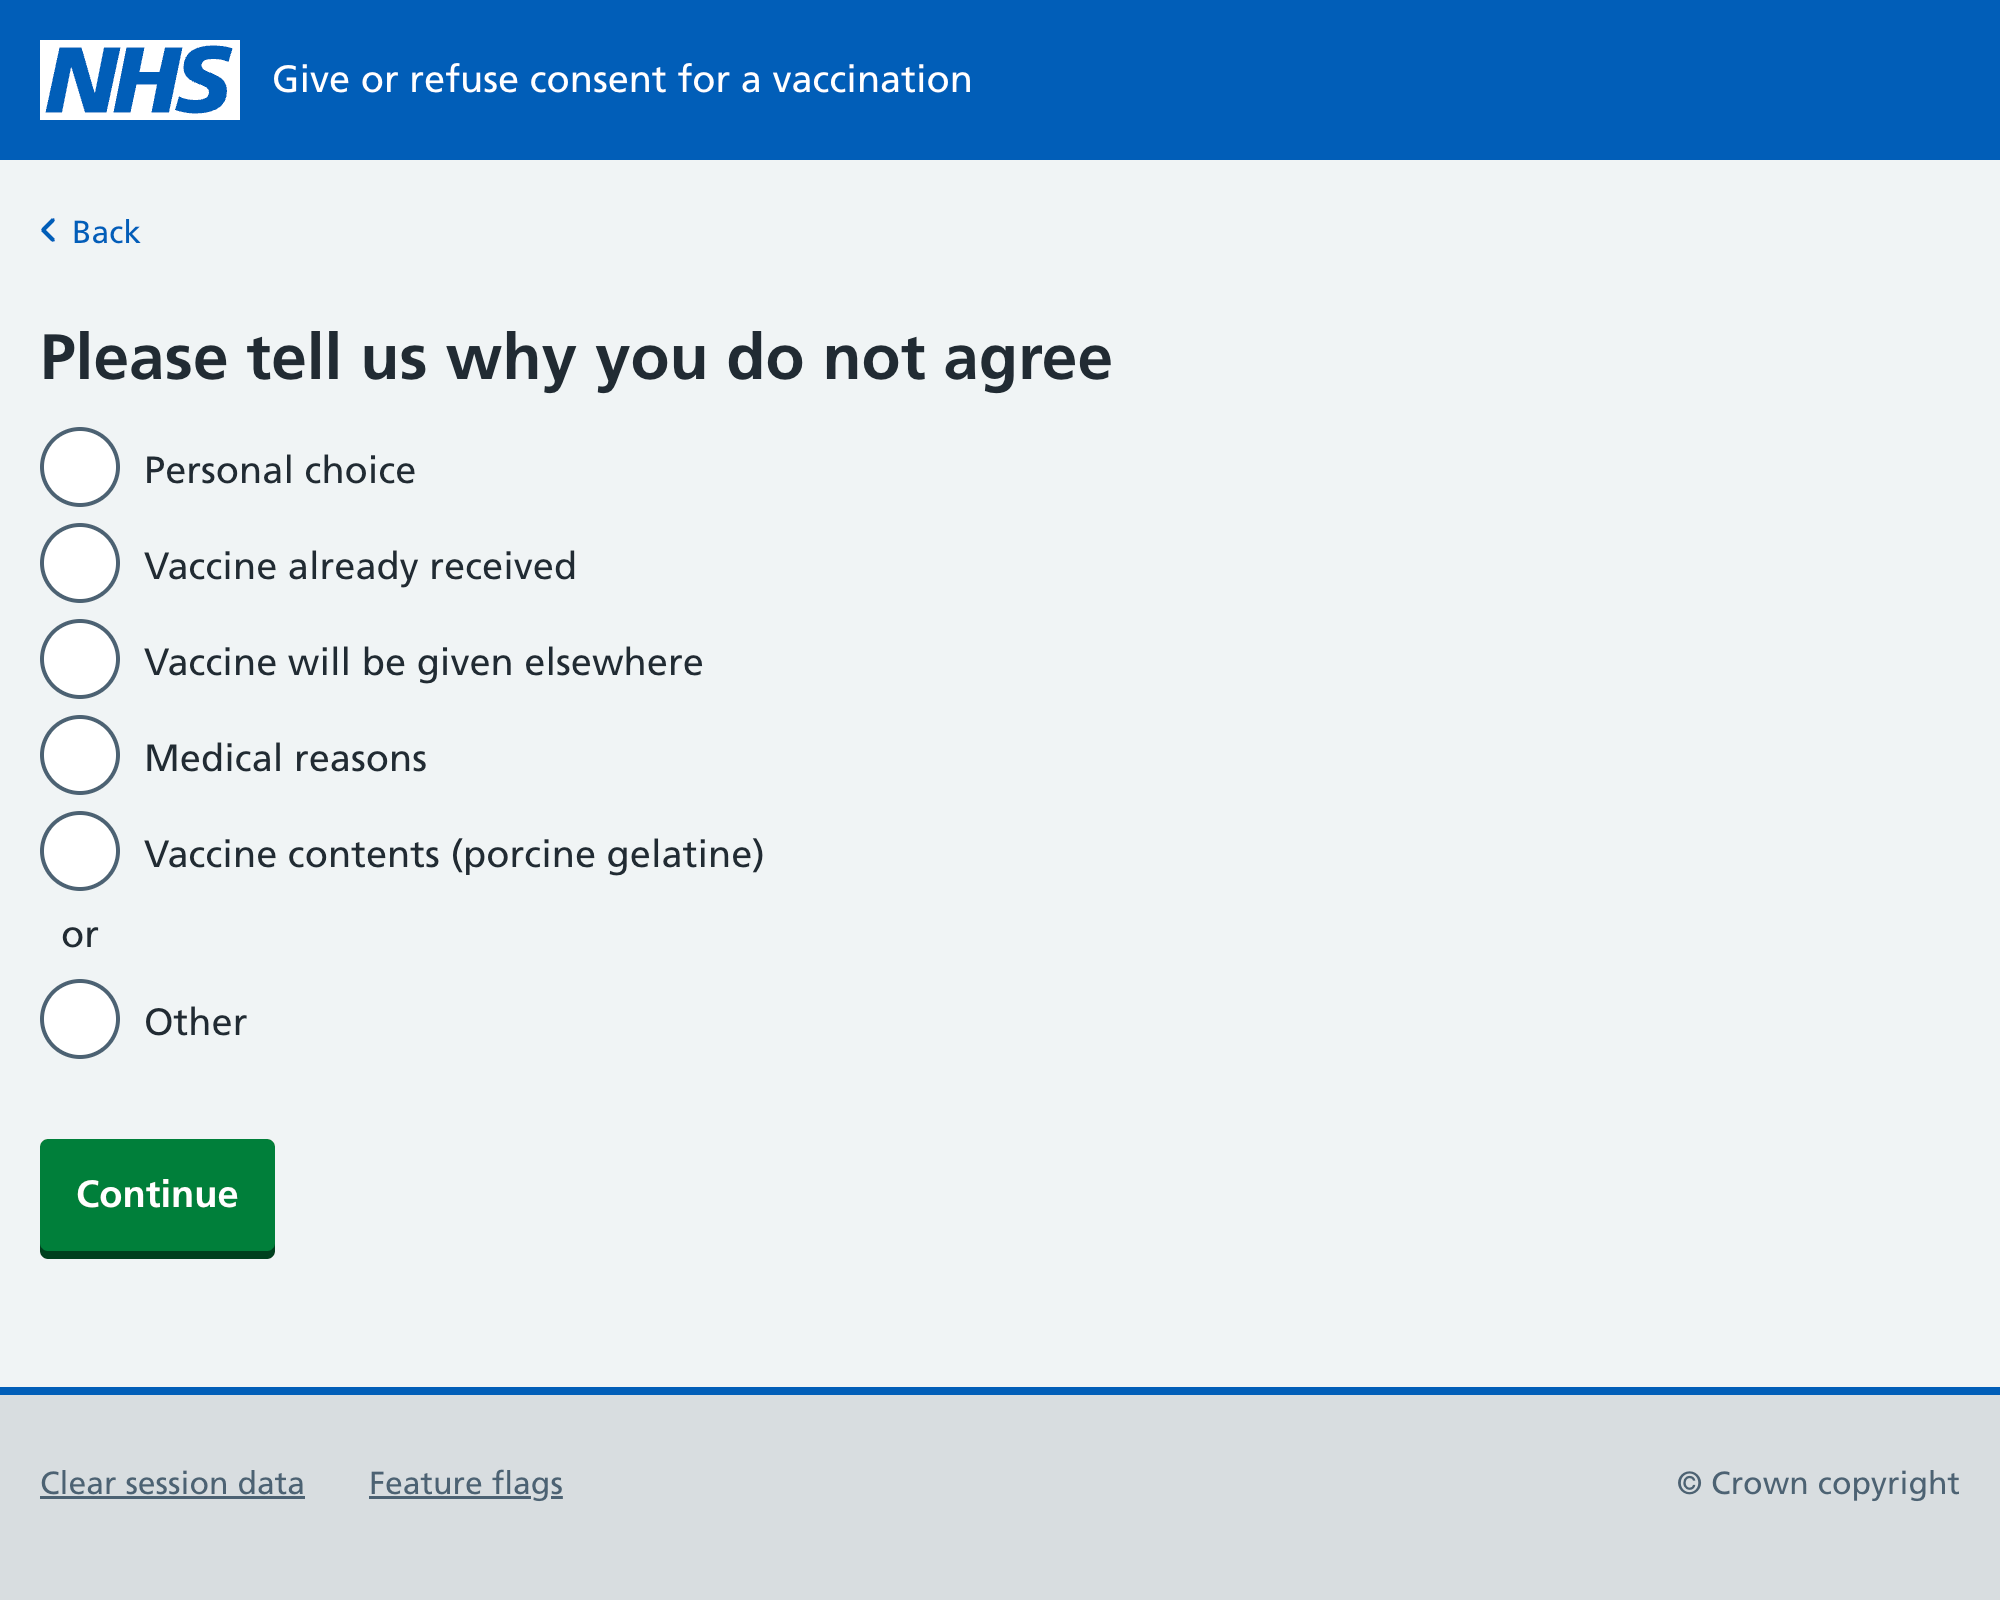 NHS Give or refuse consent for a vaccination
Back
Please tell us why you do not agree
Personal choice
Vaccine already received
Vaccine will be given elsewhere
Medical reasons
Vaccine contents (porcine gelatine)
or
Other
Continue
Clear session data Feature flags © Crown copyright